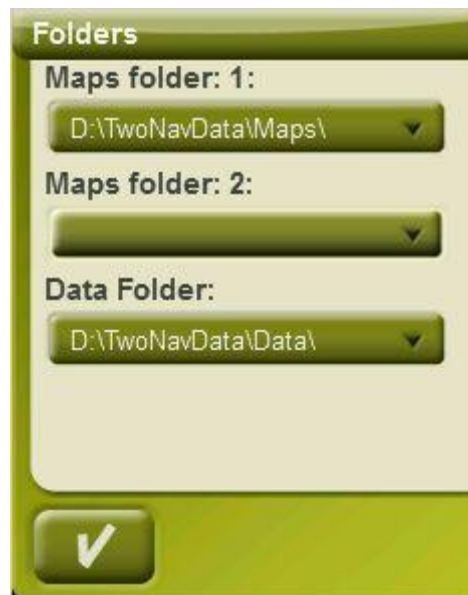 Folders
Maps folder: 1:
D:\TwoNavData\Maps\
Maps folder: 2:
Data Folder:
D:\TwoNavData\Data\